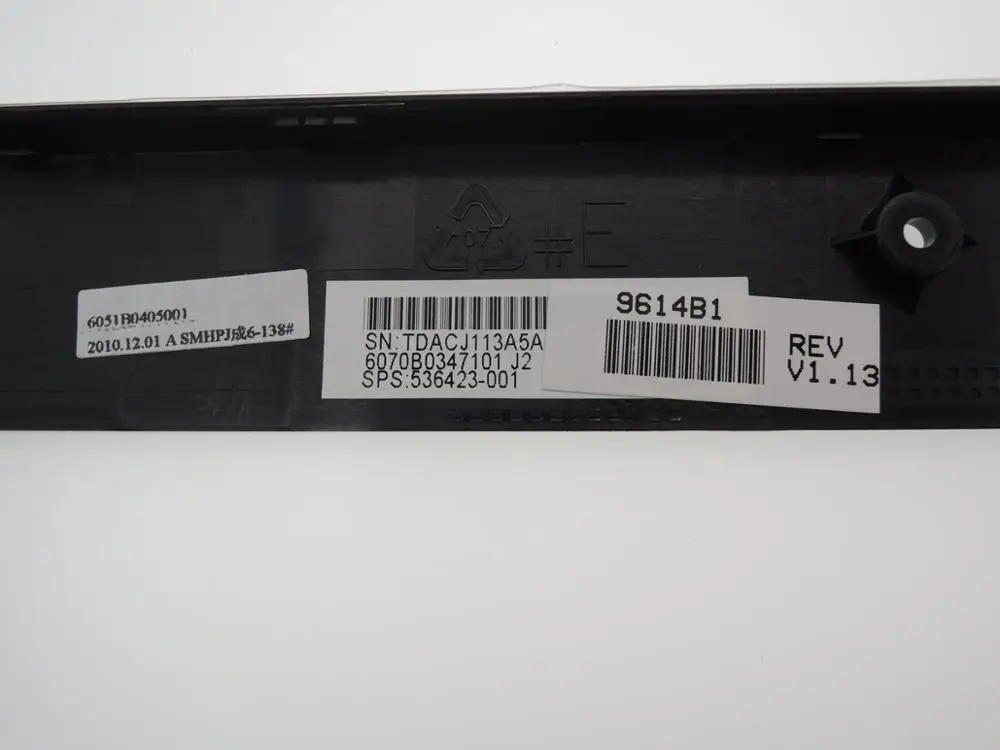 07
#E
6051B0405001
2010.12.01 A SMHPJ成6-138#
SN:TDACJ113A5A
6070B0347101 J2
SPS:536423-001
9614B1
REV
V1.13